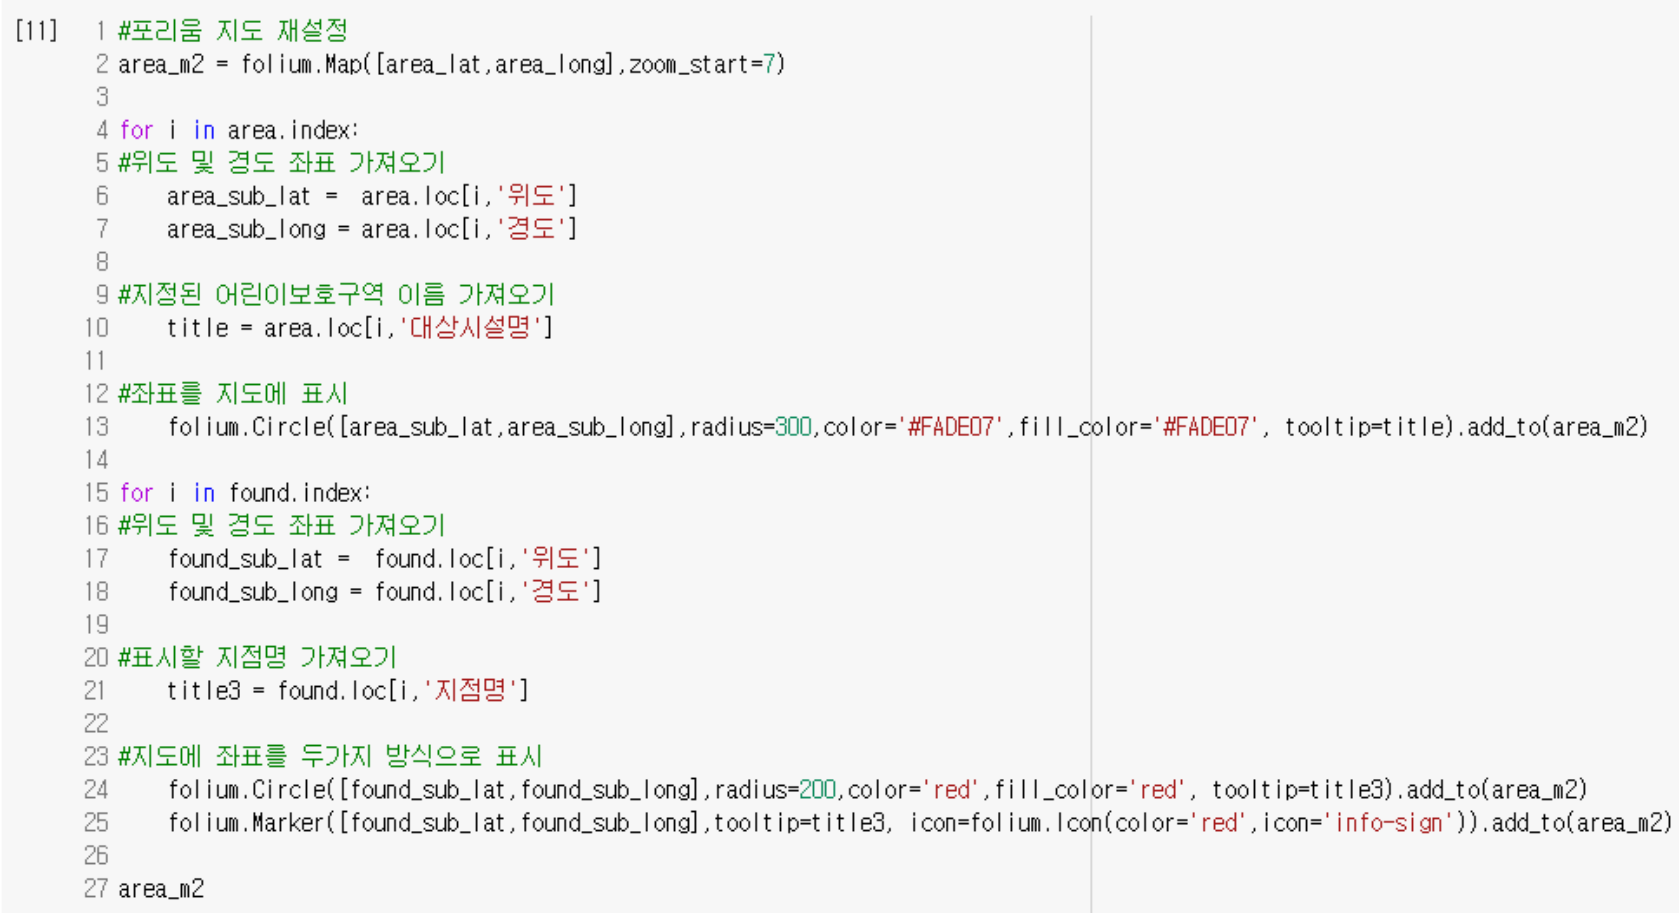 [11] 1 #포리움 지도 재설정
2 area_m2 = folium.Map([area_lat,area_long],zoom_start=7)
3
4 for i in area.index:
5 #위도 및 경도 좌표 가져오기
6 area_sub_lat =  area.loc[i,'위도']
7 area_sub_long = area.loc[i,'경도']
8
9 #지정된 어린이보호구역 이름 가져오기
10 title = area.loc[i,'대상시설명']
11
12 #좌표를 지도에 표시
13 folium.Circle([area_sub_lat,area_sub_long],radius=300,color='#FADE07',fill_color='#FADE07', tooltip=title).add_to(area_m2)
14
15 for i in found.index:
16 #위도 및 경도 좌표 가져오기
17 found_sub_lat =  found.loc[i,'위도']
18 found_sub_long = found.loc[i,'경도']
19
20 #표시할 지점명 가져오기
21 title3 = found.loc[i,'지점명']
22
23 #지도에 좌표를 두가지 방식으로 표시
24 folium.Circle([found_sub_lat,found_sub_long],radius=200,color='red',fill_color='red', tooltip=title3).add_to(area_m2)
25 folium.Marker([found_sub_lat,found_sub_long],tooltip=title3, icon=folium.Icon(color='red',icon='info-sign')).add_to(area_m2)
26
27 area_m2